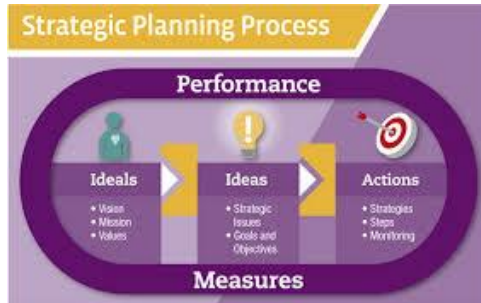 Strategic Planning Process
Performance
Ideals
• Vision
• Mission
• Values
Ideas
• Strategic
Issues
• Goals and
Objectives
Actions
• Strategies
• Steps
• Monitoring
Measures